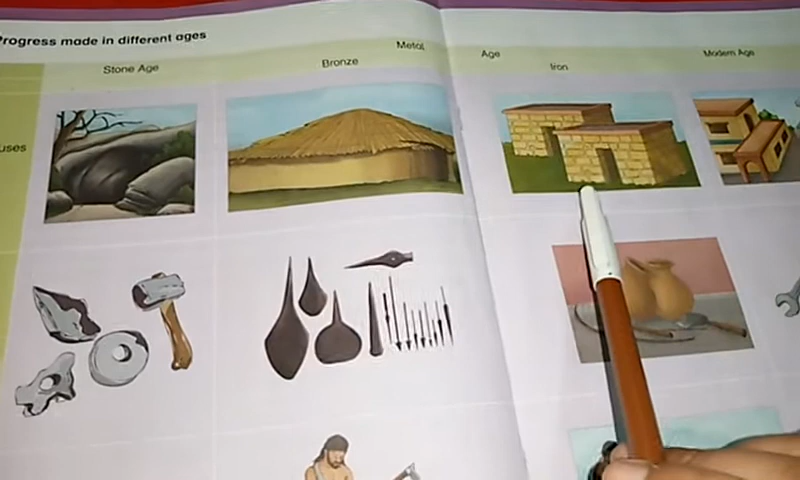 Progress made in different ages
Stone Age
Bronze
Metal
Age
Iron
Modern Age
uses